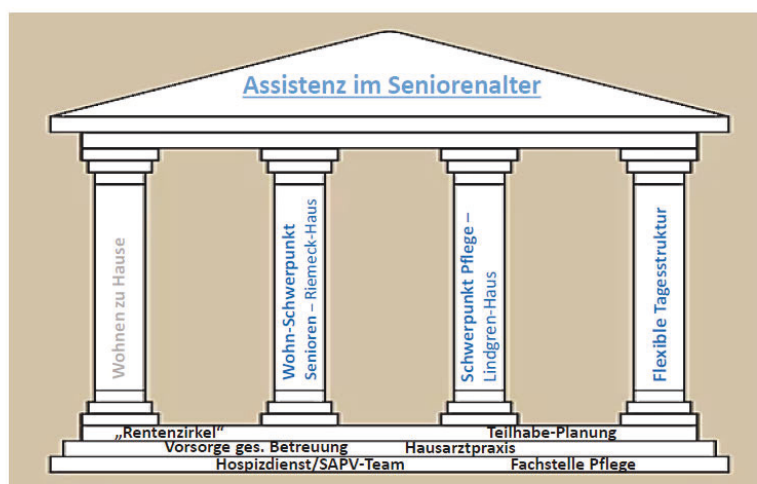 Assistenz im Seniorenalter
Wohnen zu Hause
Wohn-Schwerpunkt
Senioren – Riemeck-Haus
Schwerpunkt Pflege –
Lindgren-Haus
Flexible Tagesstruktur
„Rentenzirkel“
Teilhabe-Planung
Vorsorge ges. Betreuung
Hausarztpraxis
Hospizdienst/SAPV-Team
Fachstelle Pflege